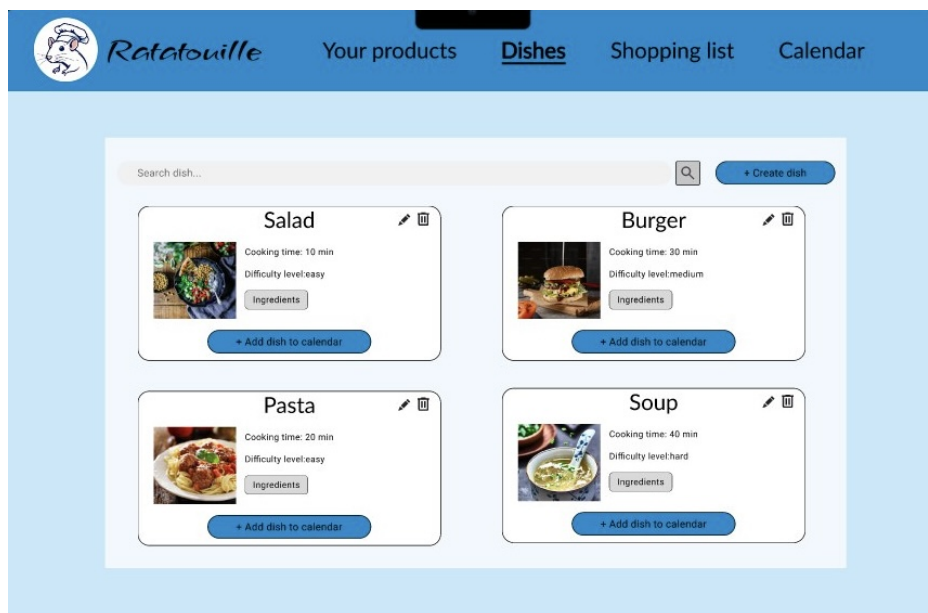 Ratatouille
Your products
Dishes
Shopping list
Calendar
Search dish...
+ Create dish
Salad
Cooking time: 10 min
Difficulty level:easy
Ingredients
+ Add dish to calendar
Burger
Cooking time: 30 min
Difficulty level:medium
Ingredients
+ Add dish to calendar
Pasta
Cooking time: 20 min
Difficulty level:easy
Ingredients
+ Add dish to calendar
Soup
Cooking time: 40 min
Difficulty level:hard
Ingredients
+ Add dish to calendar